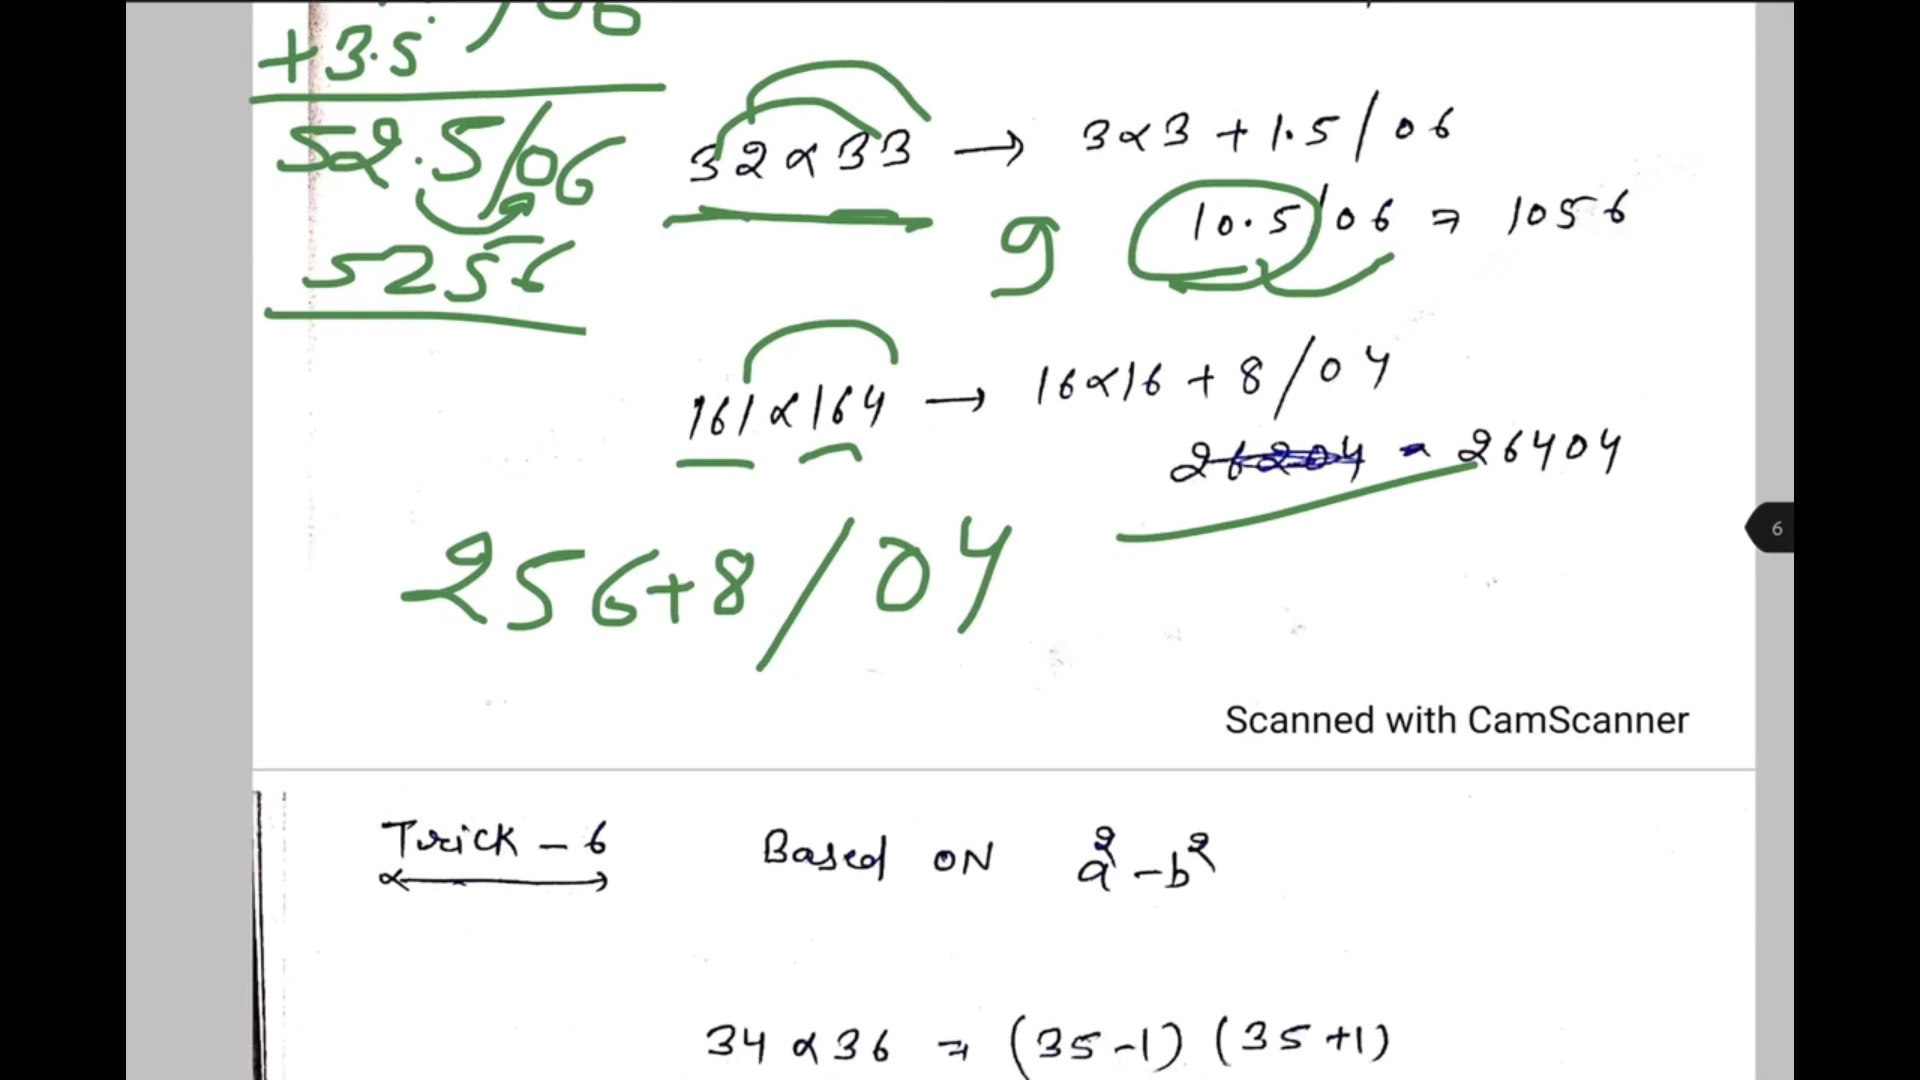 +3.5
52.5/06
5256
32 × 33 → 3×3 + 1.5/06
9 10.5/06 = 1056
161 × 164 → 16×16 + 8/04
26204 - 26404
256+8/04
6
Scanned with CamScanner
Trick - 6 Based ON a²-b²
34 × 36 = (35-1) (35+1)